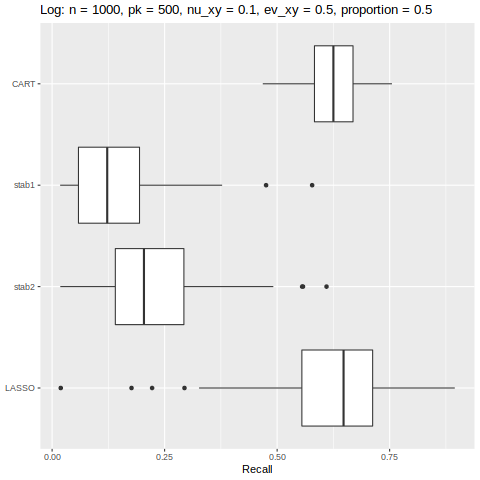 Log: n = 1000, pk = 500, nu_xy = 0.1, ev_xy = 0.5, proportion = 0.5
CART
stab1
stab2
LASSO
0.00 0.25 0.50 0.75
Recall